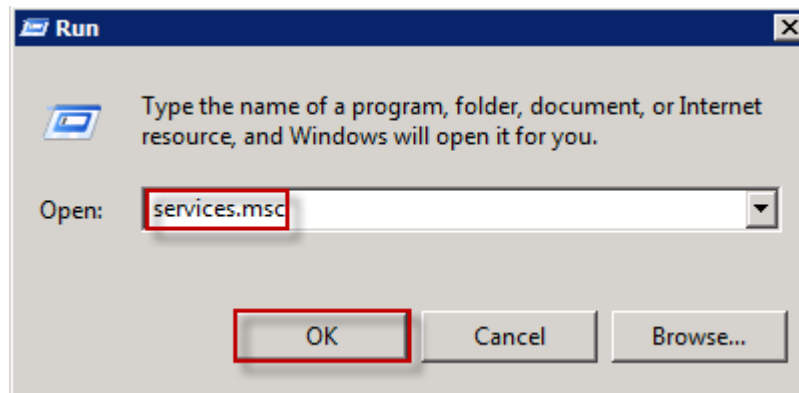 Run
Type the name of a program, folder, document, or Internet
resource, and Windows will open it for you.
Open: services.msc
OK Cancel Browse...